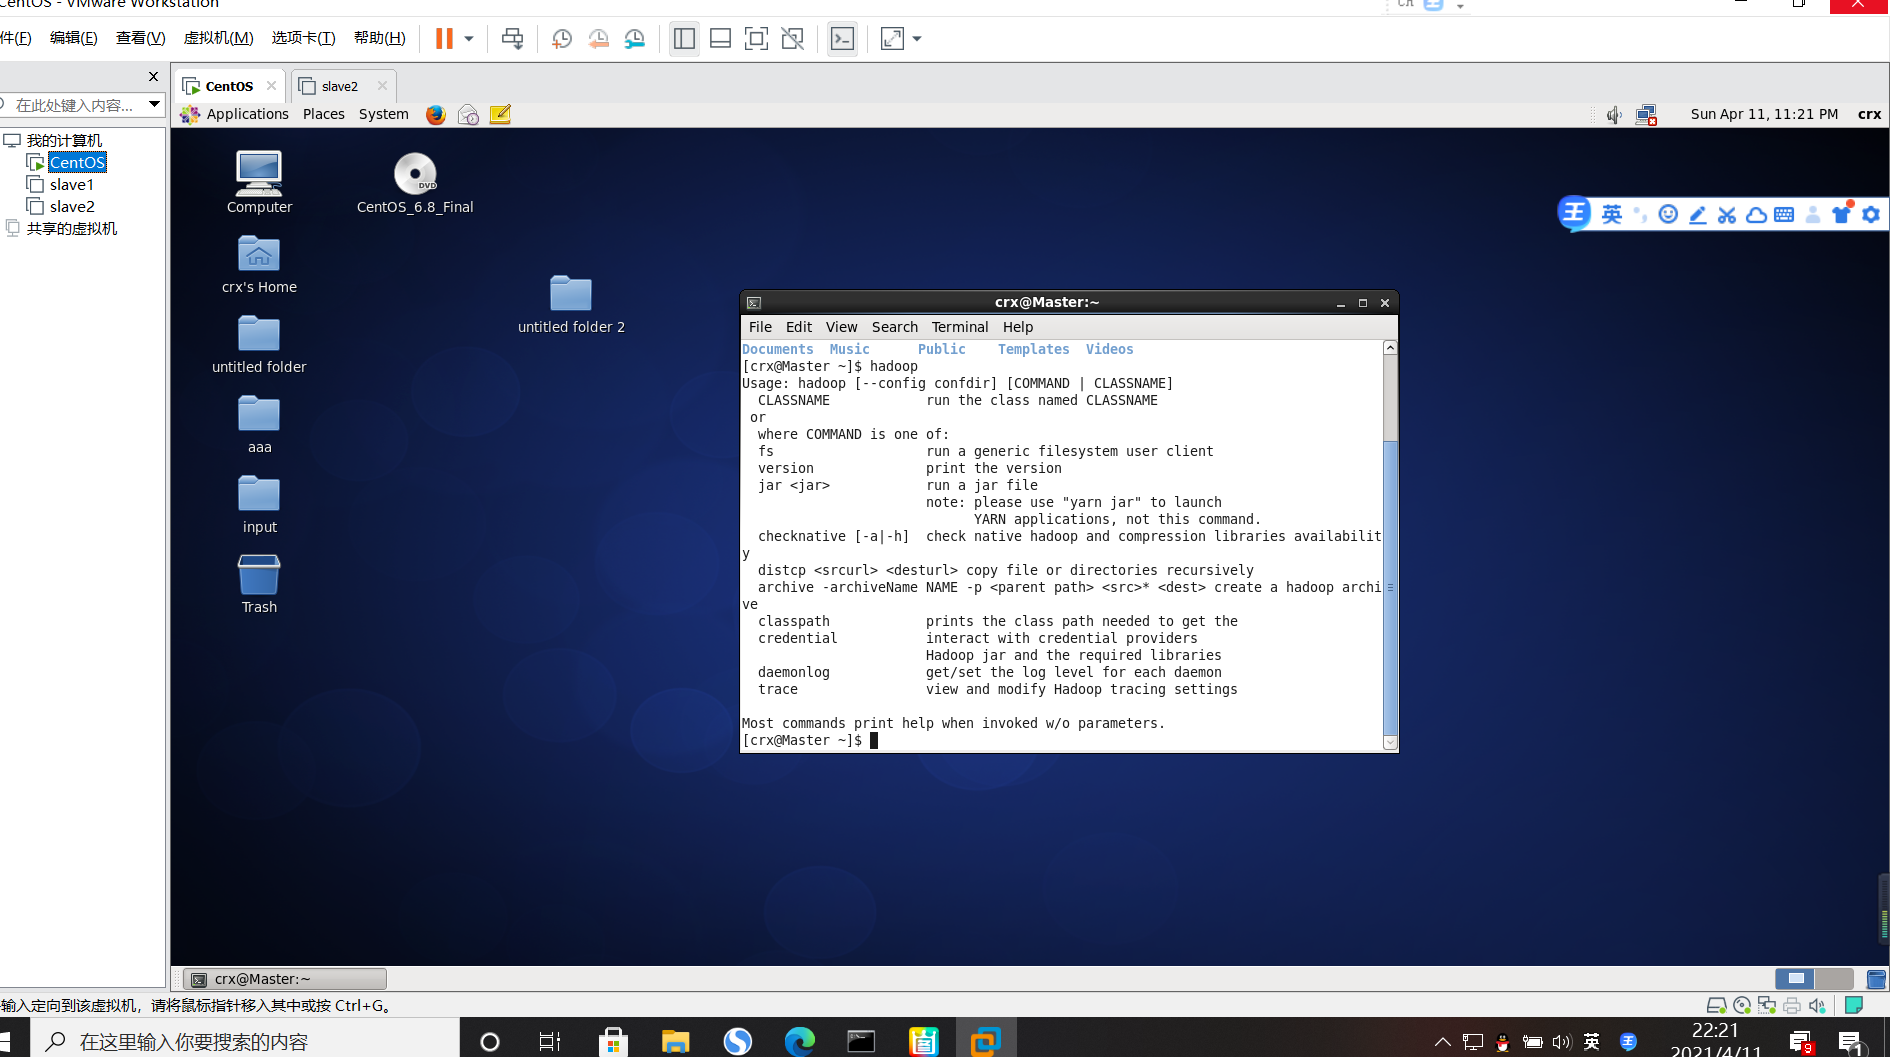 CentOS - VMware Workstation
件(F) 编辑(E) 查看(V) 虚拟机(M) 选项卡(T) 帮助(H)
在此处键入内容...
我的计算机
CentOS
slave1
slave2
共享的虚拟机
CentOS
slave2
Applications Places System
Sun Apr 11, 11:21 PM crx
Computer
CentOS_6.8_Final
crx's Home
untitled folder 2
untitled folder
aaa
input
Trash
英
crx@Master:~
File Edit View Search Terminal Help
Documents Music Public Templates Videos
[crx@Master ~]$ hadoop
Usage: hadoop [--config confdir] [COMMAND | CLASSNAME]
CLASSNAME run the class named CLASSNAME
or
where COMMAND is one of:
fs run a generic filesystem user client
version print the version
jar <jar> run a jar file
note: please use "yarn jar" to launch
YARN applications, not this command.
checknative [-a|-h] check native hadoop and compression libraries availabilit
y
distcp <srcurl> <desturl> copy file or directories recursively
archive -archiveName NAME -p <parent path> <src>* <dest> create a hadoop archi
ve
classpath prints the class path needed to get the
credential interact with credential providers
Hadoop jar and the required libraries
daemonlog get/set the log level for each daemon
trace view and modify Hadoop tracing settings
Most commands print help when invoked w/o parameters.
[crx@Master ~]$
crx@Master:~
输入定向到该虚拟机，请将鼠标指针移入其中或按 Ctrl+G。
在这里输入你要搜索的内容
英
22:21
2021/4/11
9
1